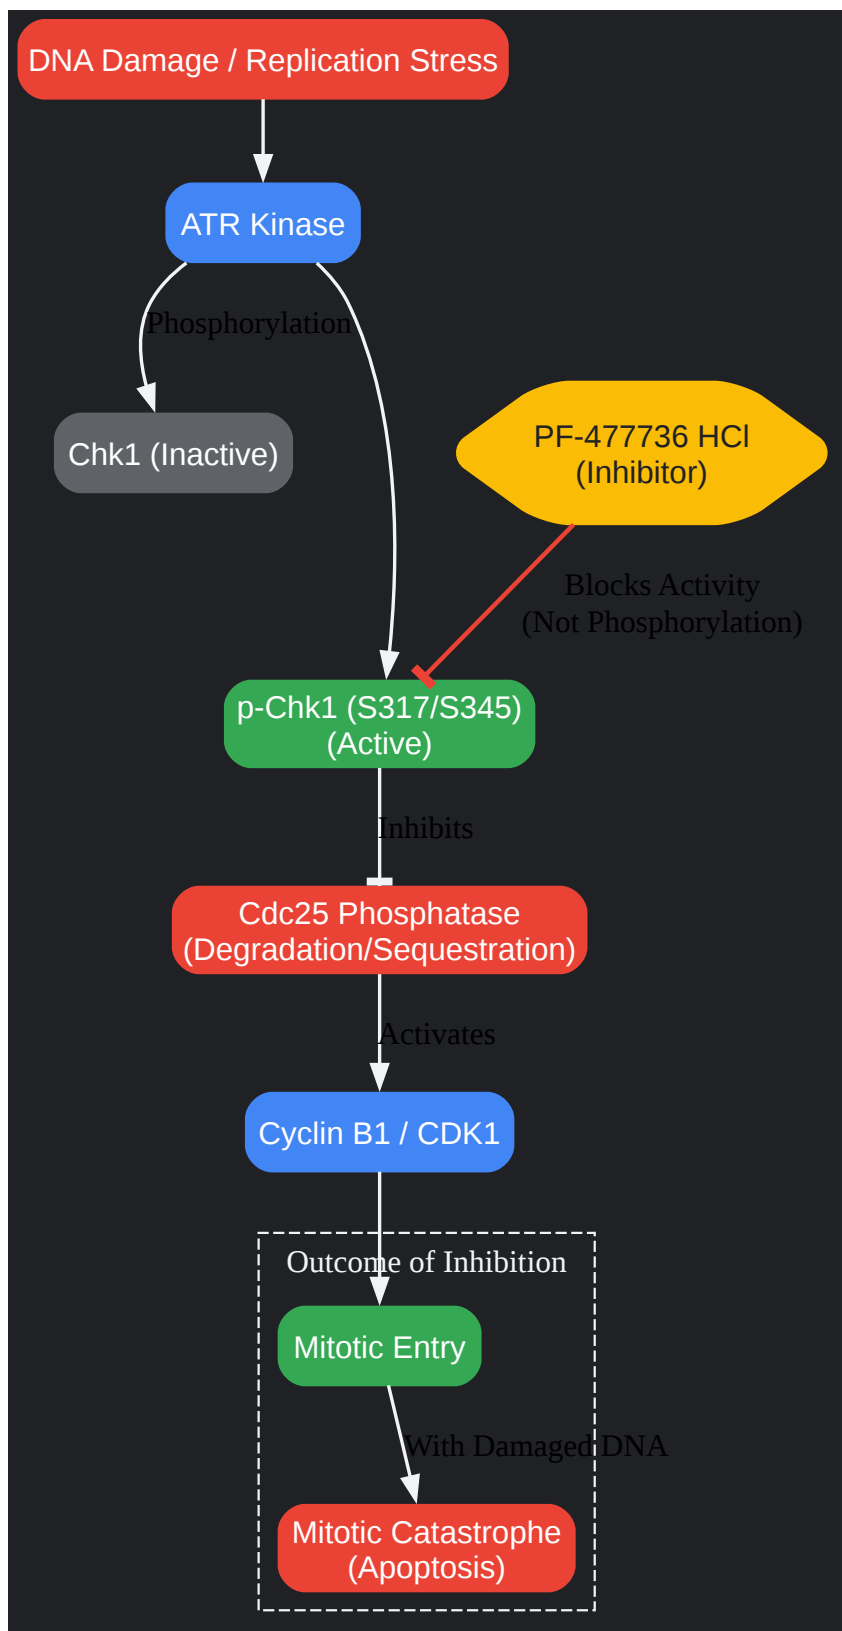 DNA Damage / Replication Stress
ATR Kinase
Phosphorylation
Chk1 (Inactive)
PF-477736 HCl
(Inhibitor)
Blocks Activity
(Not Phosphorylation)
p-Chk1 (S317/S345)
(Active)
Inhibits
Cdc25 Phosphatase
(Degradation/Sequestration)
Activates
Cyclin B1 / CDK1
Outcome of Inhibition
Mitotic Entry
With Damaged DNA
Mitotic Catastrophe
(Apoptosis)